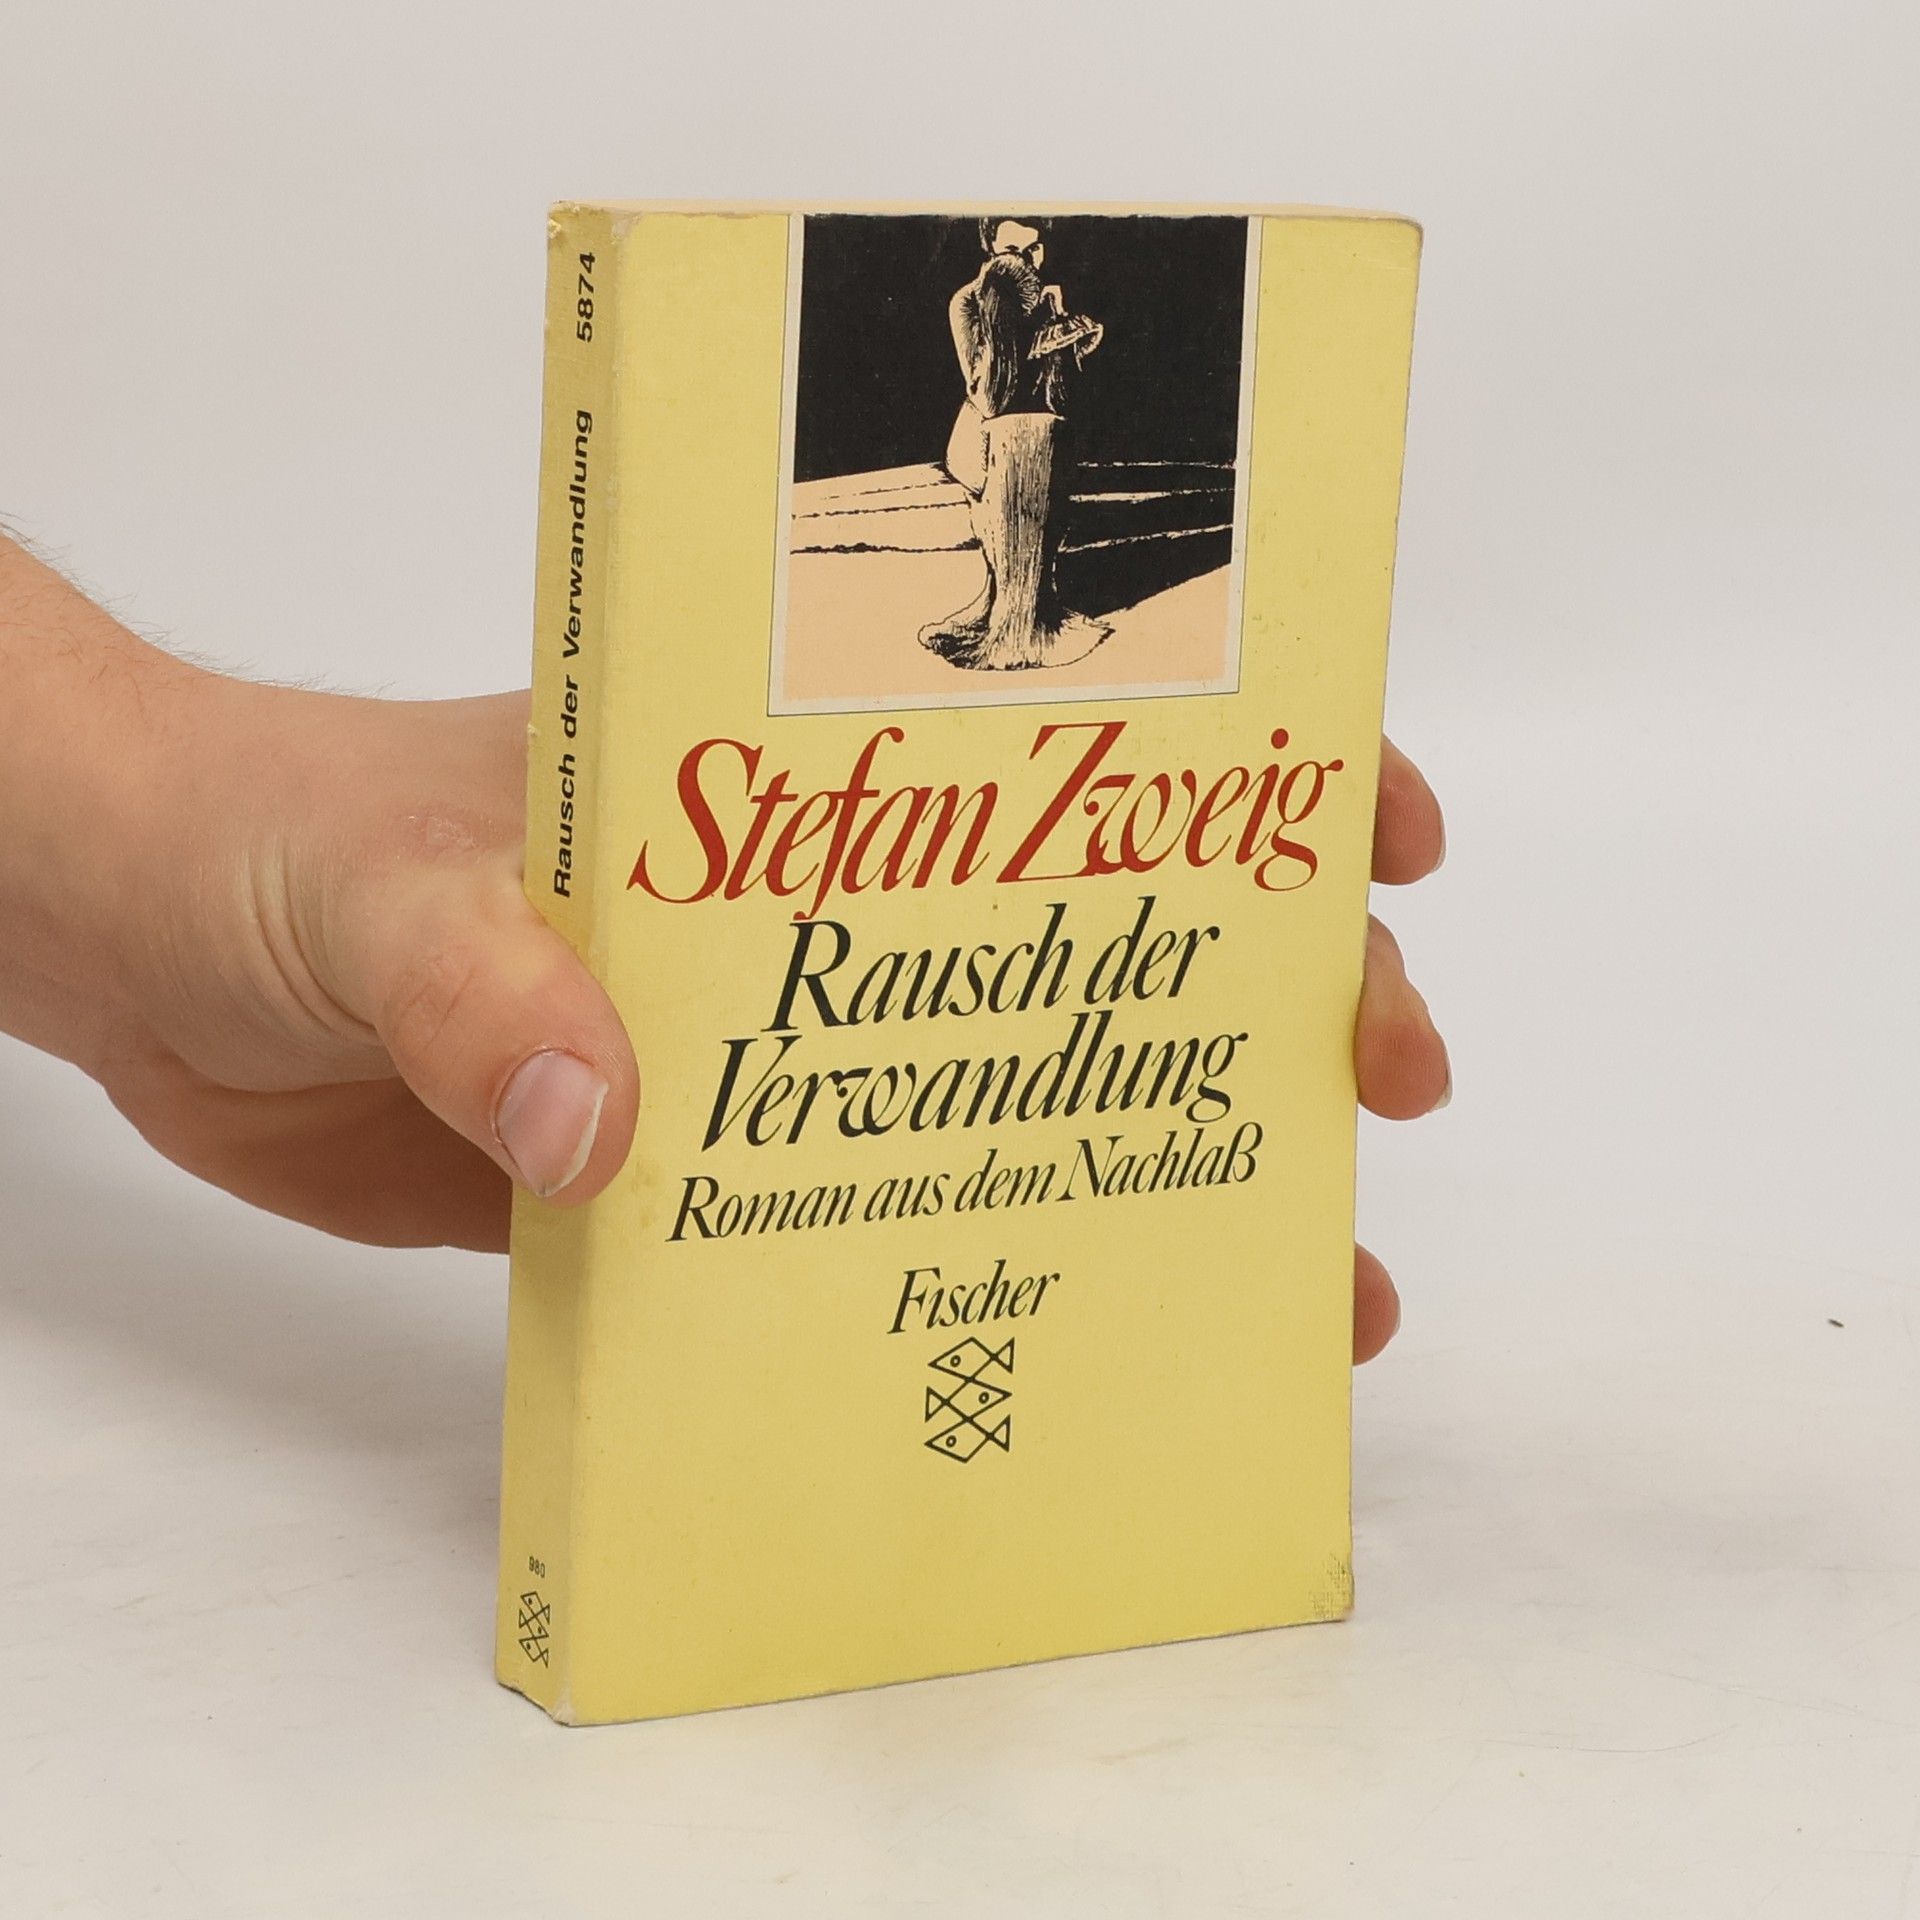 Rausch der Verwandlung 5874
980
Stefan Zweig
Rausch der
Verwandlung
Roman aus dem Nachlaß
Fischer